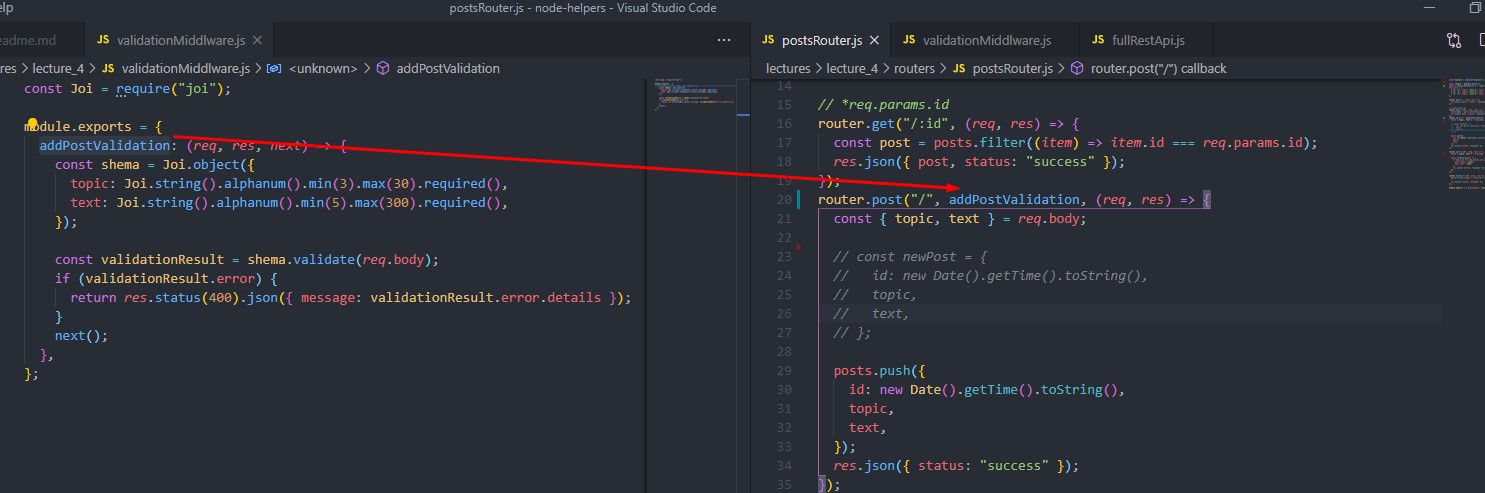 elp
postsRouter.js - node-helpers - Visual Studio Code
eadme.md
JS validationMiddlware.js
res > lecture_4 > JS validationMiddlware.js > <unknown> > addPostValidation
const Joi = require("joi");
module.exports = {
addPostValidation: (req, res, next) => {
const shema = Joi.object({
topic: Joi.string().alphanum().min(3).max(30).required(),
text: Joi.string().alphanum().min(5).max(300).required(),
});
const validationResult = shema.validate(req.body);
if (validationResult.error) {
return res.status(400).json({ message: validationResult.error.details });
}
next();
},
};
JS postsRouter.js JS validationMiddlware.js JS fullRestApi.js
lectures > lecture_4 > routers > JS postsRouter.js > router.post("/") callback
14
15 // *req.params.id
16 router.get("/:id", (req, res) => {
17 const post = posts.filter((item) => item.id === req.params.id);
18 res.json({ post, status: "success" });
19 });
20 router.post("/", addPostValidation, (req, res) => {
21 const { topic, text } = req.body;
22
23 // const newPost = {
24 // id: new Date().getTime().toString(),
25 // topic,
26 // text,
27 // };
28
29 posts.push({
30 id: new Date().getTime().toString(),
31 topic,
32 text,
33 });
34 res.json({ status: "success" });
35 });